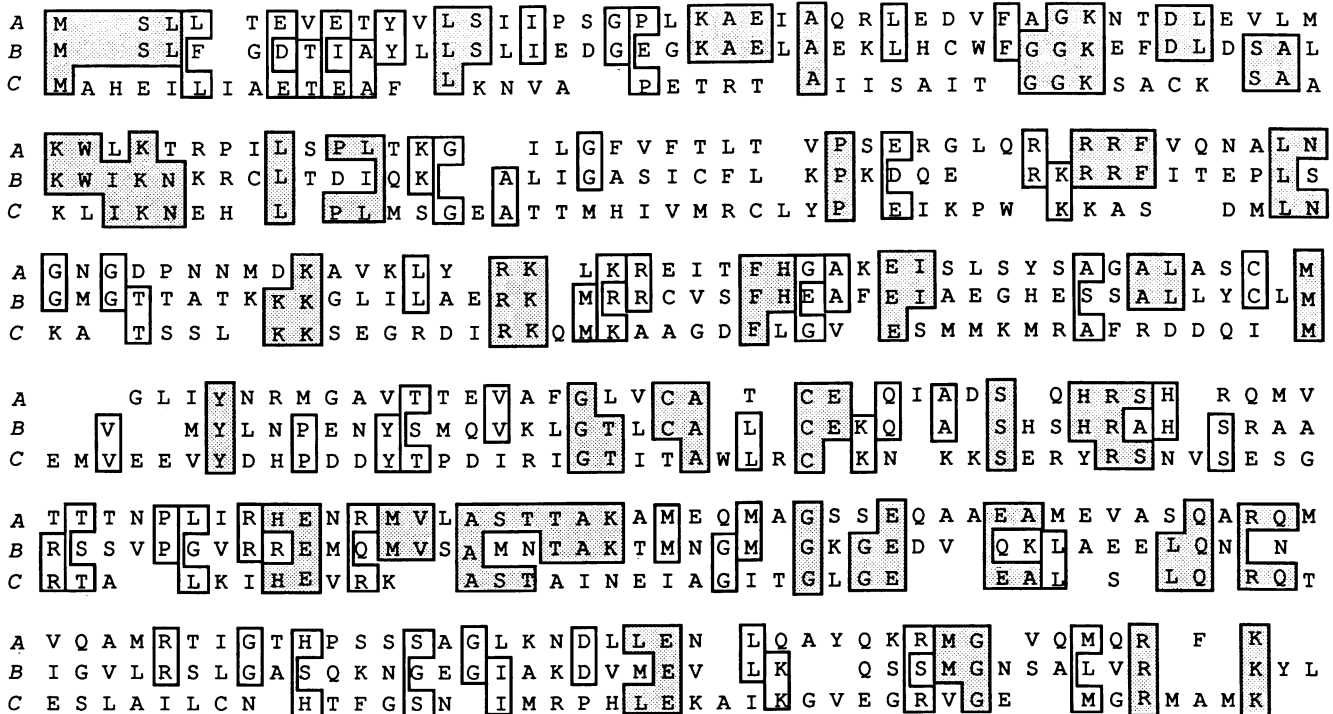 A M S L L T E V E T Y V L S I I P S G P L K A E I A Q R L E D V F A G K N T D L E V L M
B M S L F G D T I A Y L L S L I E D G E G K A E L A E K L H C W F G G K E F D L D S A L
C M A H E I L I A E T E A F L K N V A P E T R T A I I S A I T G G K S A C K S A A
A K W L K T R P I L S P L T K G I L G F V F T L T V P S E R G L Q R R R F V Q N A L N
B K W I K N K R C L T D I Q K A L I G A S I C F L K P K D Q E R K R R F I T E P L S
C K L I K N E H L P L M S G E A T T M H I V M R C L Y P E I K P W K K A S D M L N
A G N G D P N N M D K A V K L Y R K L K R E I T F H G A K E I S L S Y S A G A L A S C M
B G M G T T A T K K K G L I L A E R K M R R C V S F H E A F E I A E G H E S S A L L Y C L M
C K A T S S L K K S E G R D I R K Q M K A A G D F L G V E S M M K M R A F R D D Q I M
A G L I Y N R M G A V T T E V A F G L V C A T C E Q I A D S Q H R S H R Q M V
B V M Y L N P E N Y S M Q V K L G T L C A L C E K Q A S H S H R A H S R A A
C E M V E E V Y D H P D D Y T P D I R I G T I T A W L R C K N K K S E R Y R S N V S E S G
A T T T N P L I R H E N R M V L A S T T A K A M E Q M A G S S E Q A A E A M E V A S Q A R Q M
B R S S V P G V R R E M Q M V S A M N T A K T M N G M G K G E D V Q K L A E E L Q N N
C R T A L K I H E V R K A S T A I N E I A G I T G L G E E A L S L Q R Q T
A V Q A M R T I G T H P S S S A G L K N D L L E N L Q A Y Q K R M G V Q M Q R F K
B I G V L R S L G A S Q K N G E G I A K D V M E V L K Q S S M G N S A L V R K Y L
C E S L A I L C N H T F G S N I M R P H L E K A I K G V E G R V G E M G R M A M K